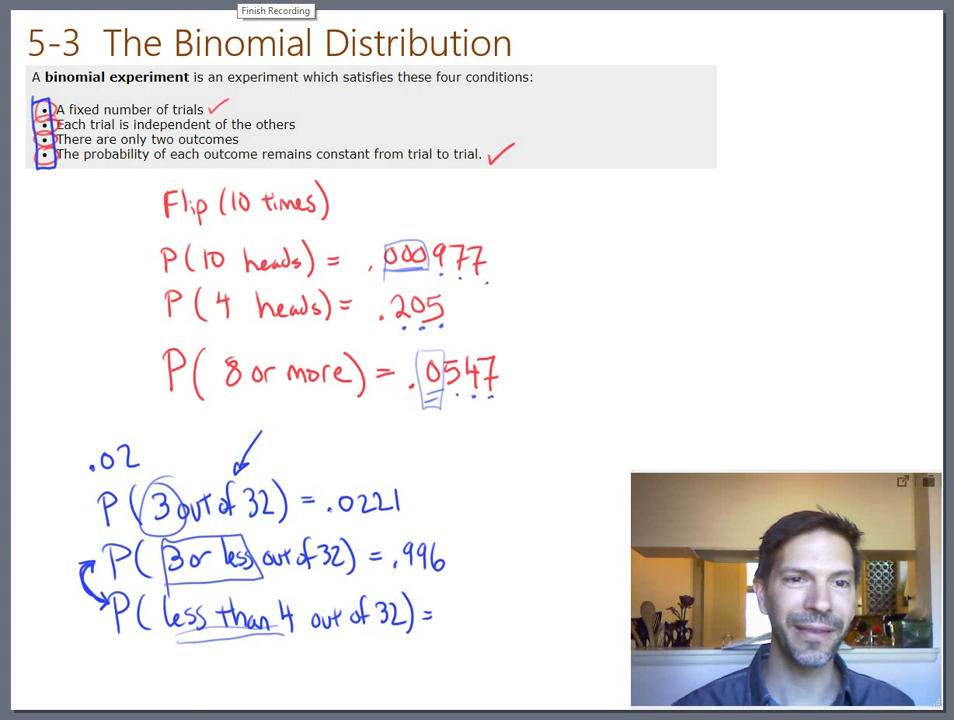 Finish Recording
5-3 The Binomial Distribution
A binomial experiment is an experiment which satisfies these four conditions:
• A fixed number of trials
• Each trial is independent of the others
• There are only two outcomes
• The probability of each outcome remains constant from trial to trial.
Flip (10 times)
P(10 heads) = .000977
P(4 heads) = .205
P(8 or more) = .0547
.02
P(3 out of 32) = .0221
P(3 or less out of 32) = .996
P(less than 4 out of 32) =